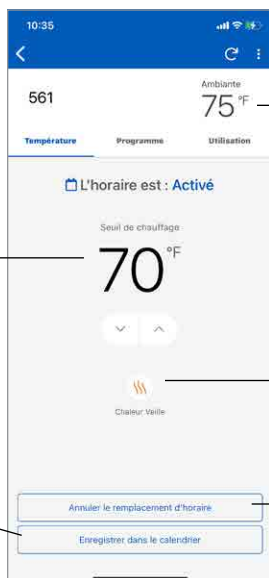 10:35
561
Ambiante
75 °F
Température Programme Utilisation
L'horaire est : Activé
Seuil de chauffage
70 °F
Chaleur Veille
Annuler le remplacement d'horaire
Enregistrer dans le calendrier